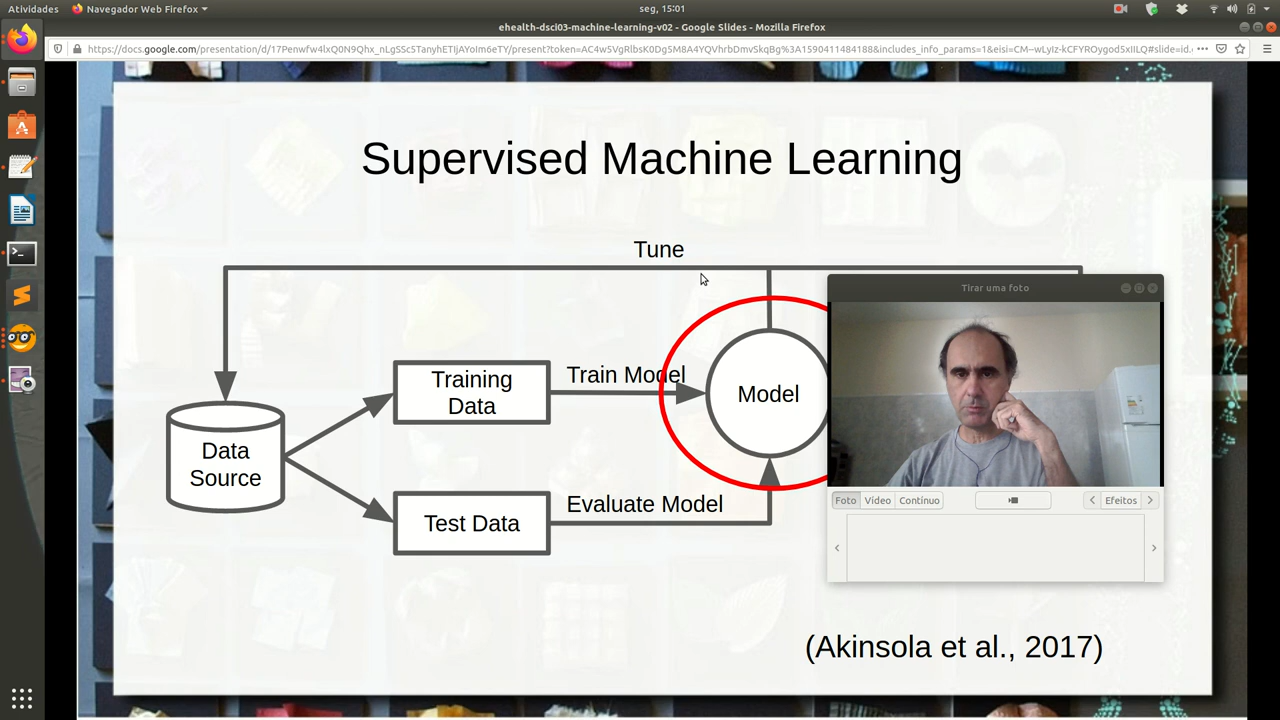 Atividades
Navegador Web Firefox
seg, 15:01
ehealth-dsci03-machine-learning-v02 - Google Slides - Mozilla Firefox
Supervised Machine Learning
Tune
Tirar uma foto
Training
Data
Train Model
Model
Data
Source
Test Data
Evaluate Model
Foto
Vídeo
Contínuo
Efeitos
(Akinsola et al., 2017)